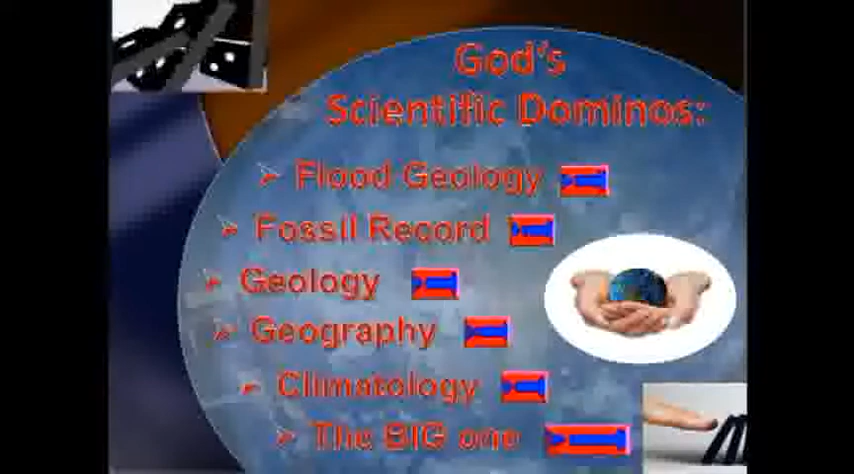 God's
Scientific Dominos:
Flood Geology
Fossil Record
Geology
Geography
Climatology
The BIG one